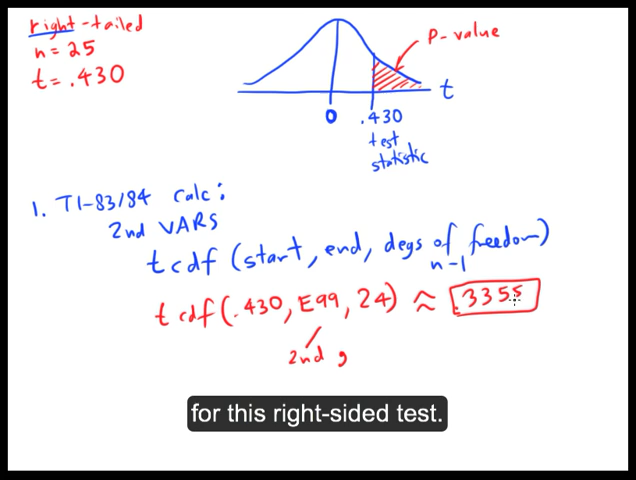 right-tailed
n = 25
t = .430
P-value
t
0
.430
test
statistic
1. TI-83/84 calc:
2nd VARS
tcdf (start, end, degs of freedom)
n-1
tcdf(.430, E99, 24) ≈ .3355
2nd ,
for this right-sided test.